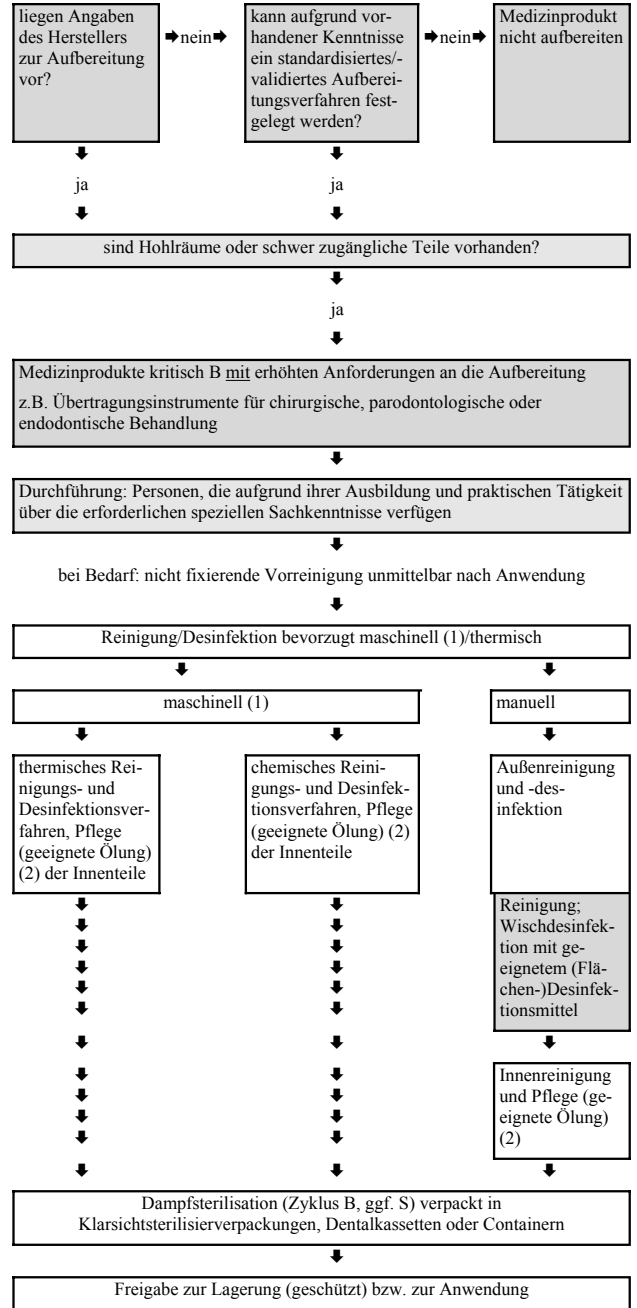 liegen Angaben
des Herstellers
zur Aufbereitung
vor?
nein
kann aufgrund vor-
handener Kenntnisse
ein standardisiertes/-
validiertes Aufberei-
tungsverfahren fest-
gelegt werden?
nein
Medizinprodukt
nicht aufbereiten
ja
ja
sind Hohlräume oder schwer zugängliche Teile vorhanden?
ja
Medizinprodukte kritisch B mit erhöhten Anforderungen an die Aufbereitung
z.B. Übertragungsinstrumente für chirurgische, parodontologische oder
endodontische Behandlung
Durchführung: Personen, die aufgrund ihrer Ausbildung und praktischen Tätigkeit
über die erforderlichen speziellen Sachkenntnisse verfügen
bei Bedarf: nicht fixierende Vorreinigung unmittelbar nach Anwendung
Reinigung/Desinfektion bevorzugt maschinell (1)/thermisch
maschinell (1)
manuell
thermisches Rei-
nigungs- und
Desinfektionsver-
fahren, Pflege
(geeignete Ölung)
(2) der Innenteile
chemisches Reini-
gungs- und Desinfek-
tionsverfahren, Pflege
(geeignete Ölung) (2)
der Innenteile
Außenreinigung
und -des-
infektion
Reinigung;
Wischdesinfek-
tion mit ge-
eignetem (Flä-
chen-)Desinfek-
tionsmittel
Innenreinigung
und Pflege (ge-
eignete Ölung)
(2)
Dampfsterilisation (Zyklus B, ggf. S) verpackt in
Klarsichtsterilisierverpackungen, Dentalkassetten oder Containern
Freigabe zur Lagerung (geschützt) bzw. zur Anwendung